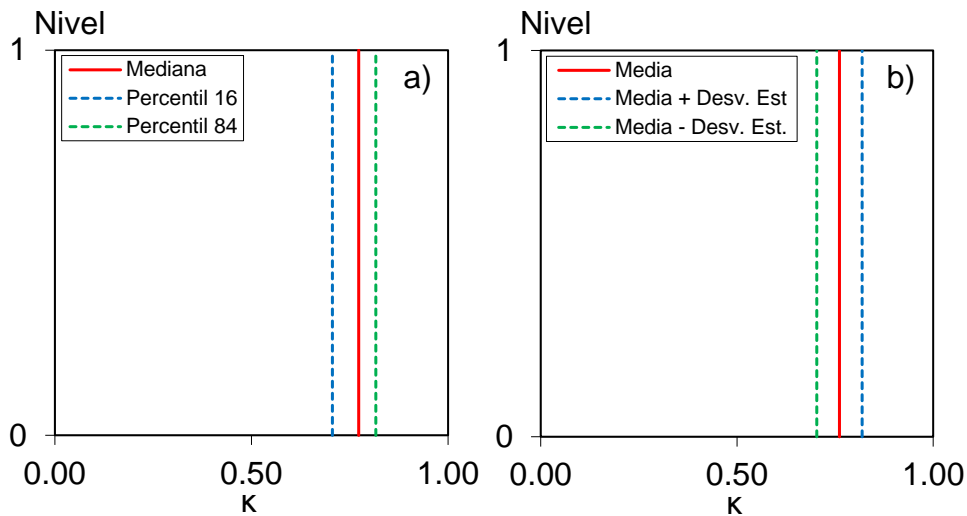 Nivel
1
Mediana
Percentil 16
Percentil 84
a)
0
0.00
0.50
1.00
κ
Nivel
1
Media
Media + Desv. Est
Media - Desv. Est.
b)
0
0.00
0.50
1.00
κ